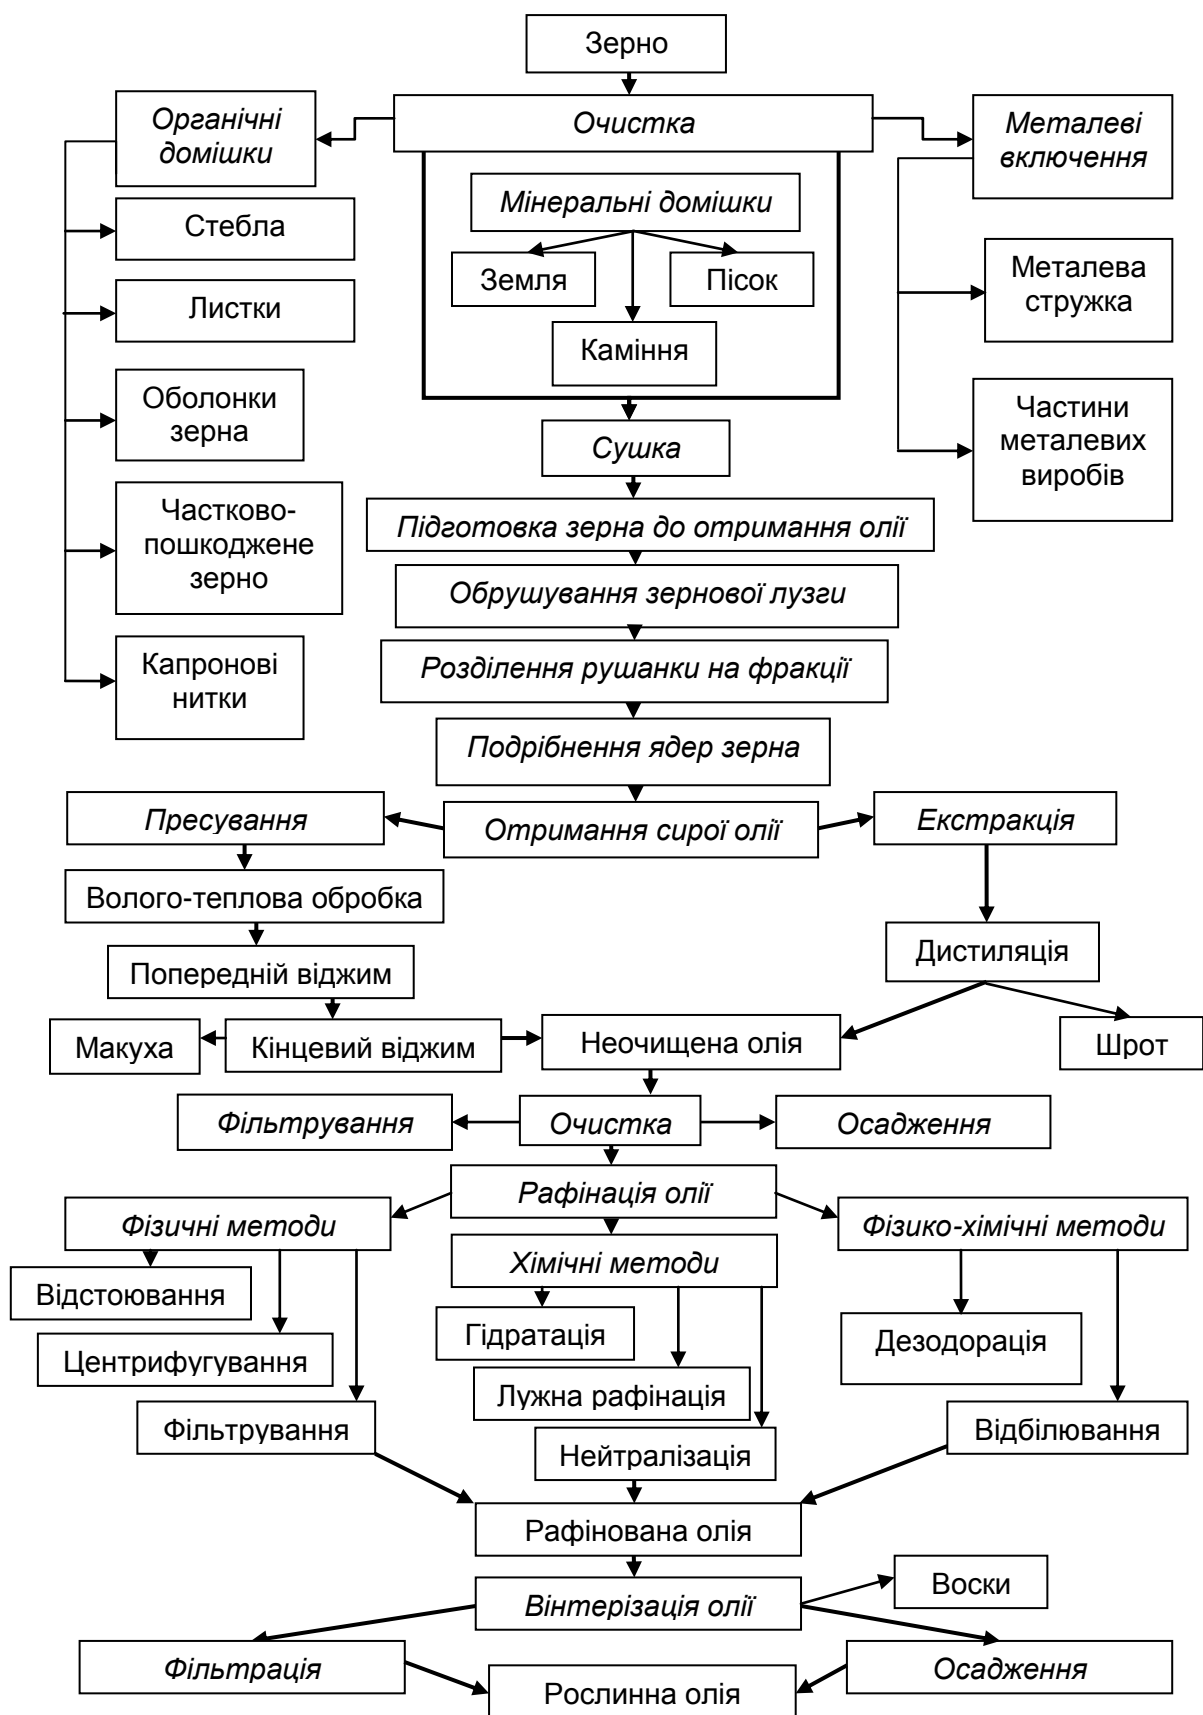 Зерно
Органічні
домішки
Очистка
Металеві
включення
Мінеральні домішки
Стебла
Земля
Пісок
Металева
стружка
Листки
Каміння
Оболонки
зерна
Частини
металевих
виробів
Сушка
Частково-
пошкоджене
зерно
Підготовка зерна до отримання олії
Обрушування зернової лузги
Капронові
нитки
Розділення рушанки на фракції
Подрібнення ядер зерна
Пресування
Отримання сирої олії
Екстракція
Волого-теплова обробка
Дистиляція
Попередній віджим
Макуха
Кінцевий віджим
Неочищена олія
Шрот
Фільтрування
Очистка
Осадження
Рафінація олії
Фізичні методи
Хімічні методи
Фізико-хімічні методи
Відстоювання
Гідратація
Дезодорація
Центрифугування
Лужна рафінація
Фільтрування
Нейтралізація
Відбілювання
Рафінована олія
Воски
Вінтерізація олії
Фільтрація
Рослинна олія
Осадження